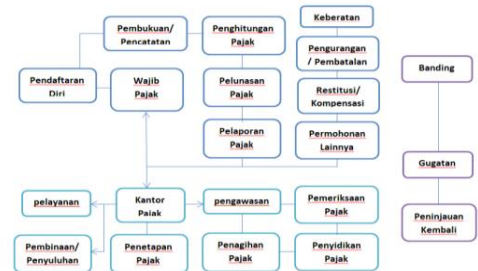 Pembukuan/
Pencatatan
Penghitungan
Pajak
Keberatan
Pengurangan
/ Pembatalan
Banding
Pendaftaran
Diri
Wajib
Pajak
Pelunasan
Pajak
Restitusi/
Kompensasi
Pelaporan
Pajak
Permohonan
Lainnya
Gugatan
pelayanan
Kantor
Pajak
pengawasan
Pemeriksaan
Pajak
Peninjauan
Kembali
Pembinaan/
Penyuluhan
Penetapan
Pajak
Penagihan
Pajak
Penyidikan
Pajak